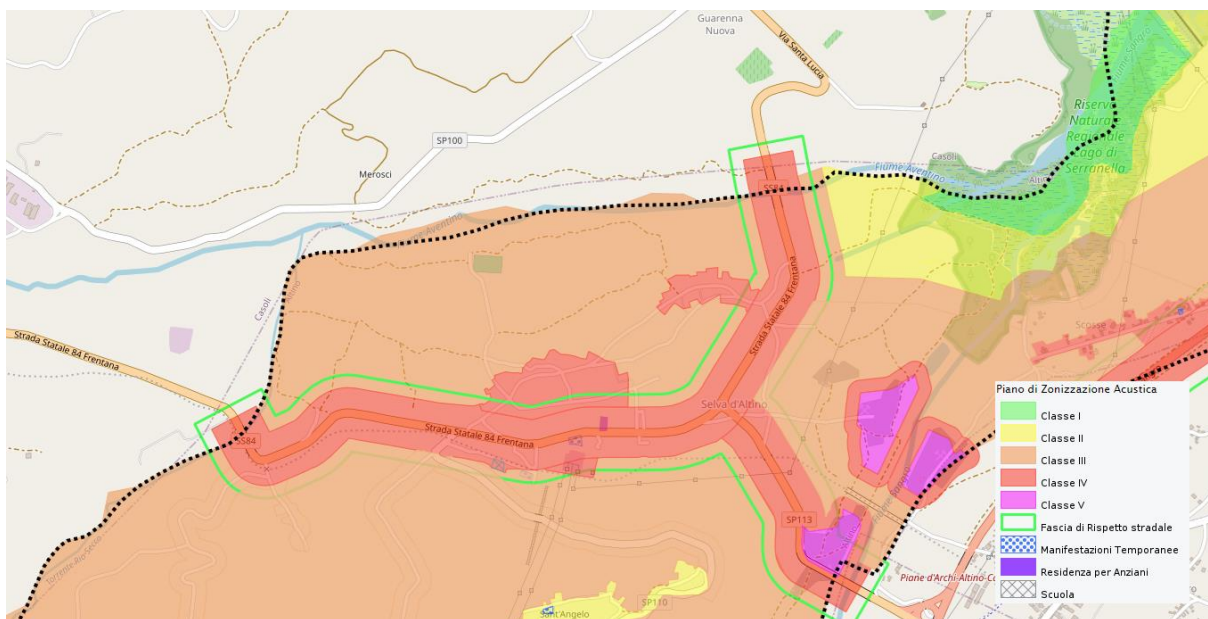 Guarenna
Nuova
Via Santa Lucia
SP100
Merosci
Casoli
Fiume Aventino
Riserva
Naturale
Regionale
Lago di
Serranella
SS84
Casoli
Strada Statale 84 Frentana
Strada Statale 84 Frentana
Scosse
Selva d'Altino
SS84
Strada Statale 84 Frentana
SP113
Piane d'Archi-Altino-Ca
SP110
Sant'Angelo
Piano di Zonizzazione Acustica
Classe I
Classe II
Classe III
Classe IV
Classe V
Fascia di Rispetto stradale
Manifestazioni Temporanee
Residenza per Anziani
Scuola